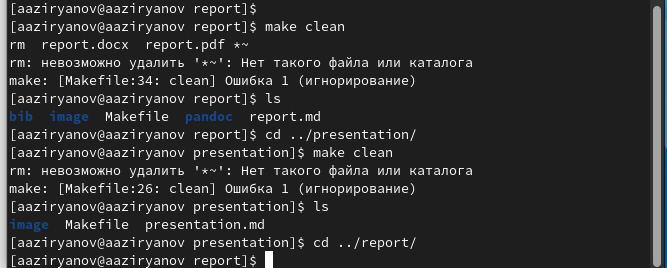 [aaziryanov@aaziryanov report]$
[aaziryanov@aaziryanov report]$ make clean
rm  report.docx  report.pdf *~
rm: невозможно удалить '*~': Нет такого файла или каталога
make: [Makefile:34: clean] Ошибка 1 (игнорирование)
[aaziryanov@aaziryanov report]$ ls
bib  image  Makefile  pandoc  report.md
[aaziryanov@aaziryanov report]$ cd ../presentation/
[aaziryanov@aaziryanov presentation]$ make clean
rm: невозможно удалить '*~': Нет такого файла или каталога
make: [Makefile:26: clean] Ошибка 1 (игнорирование)
[aaziryanov@aaziryanov presentation]$ ls
image  Makefile  presentation.md
[aaziryanov@aaziryanov presentation]$ cd ../report/
[aaziryanov@aaziryanov report]$